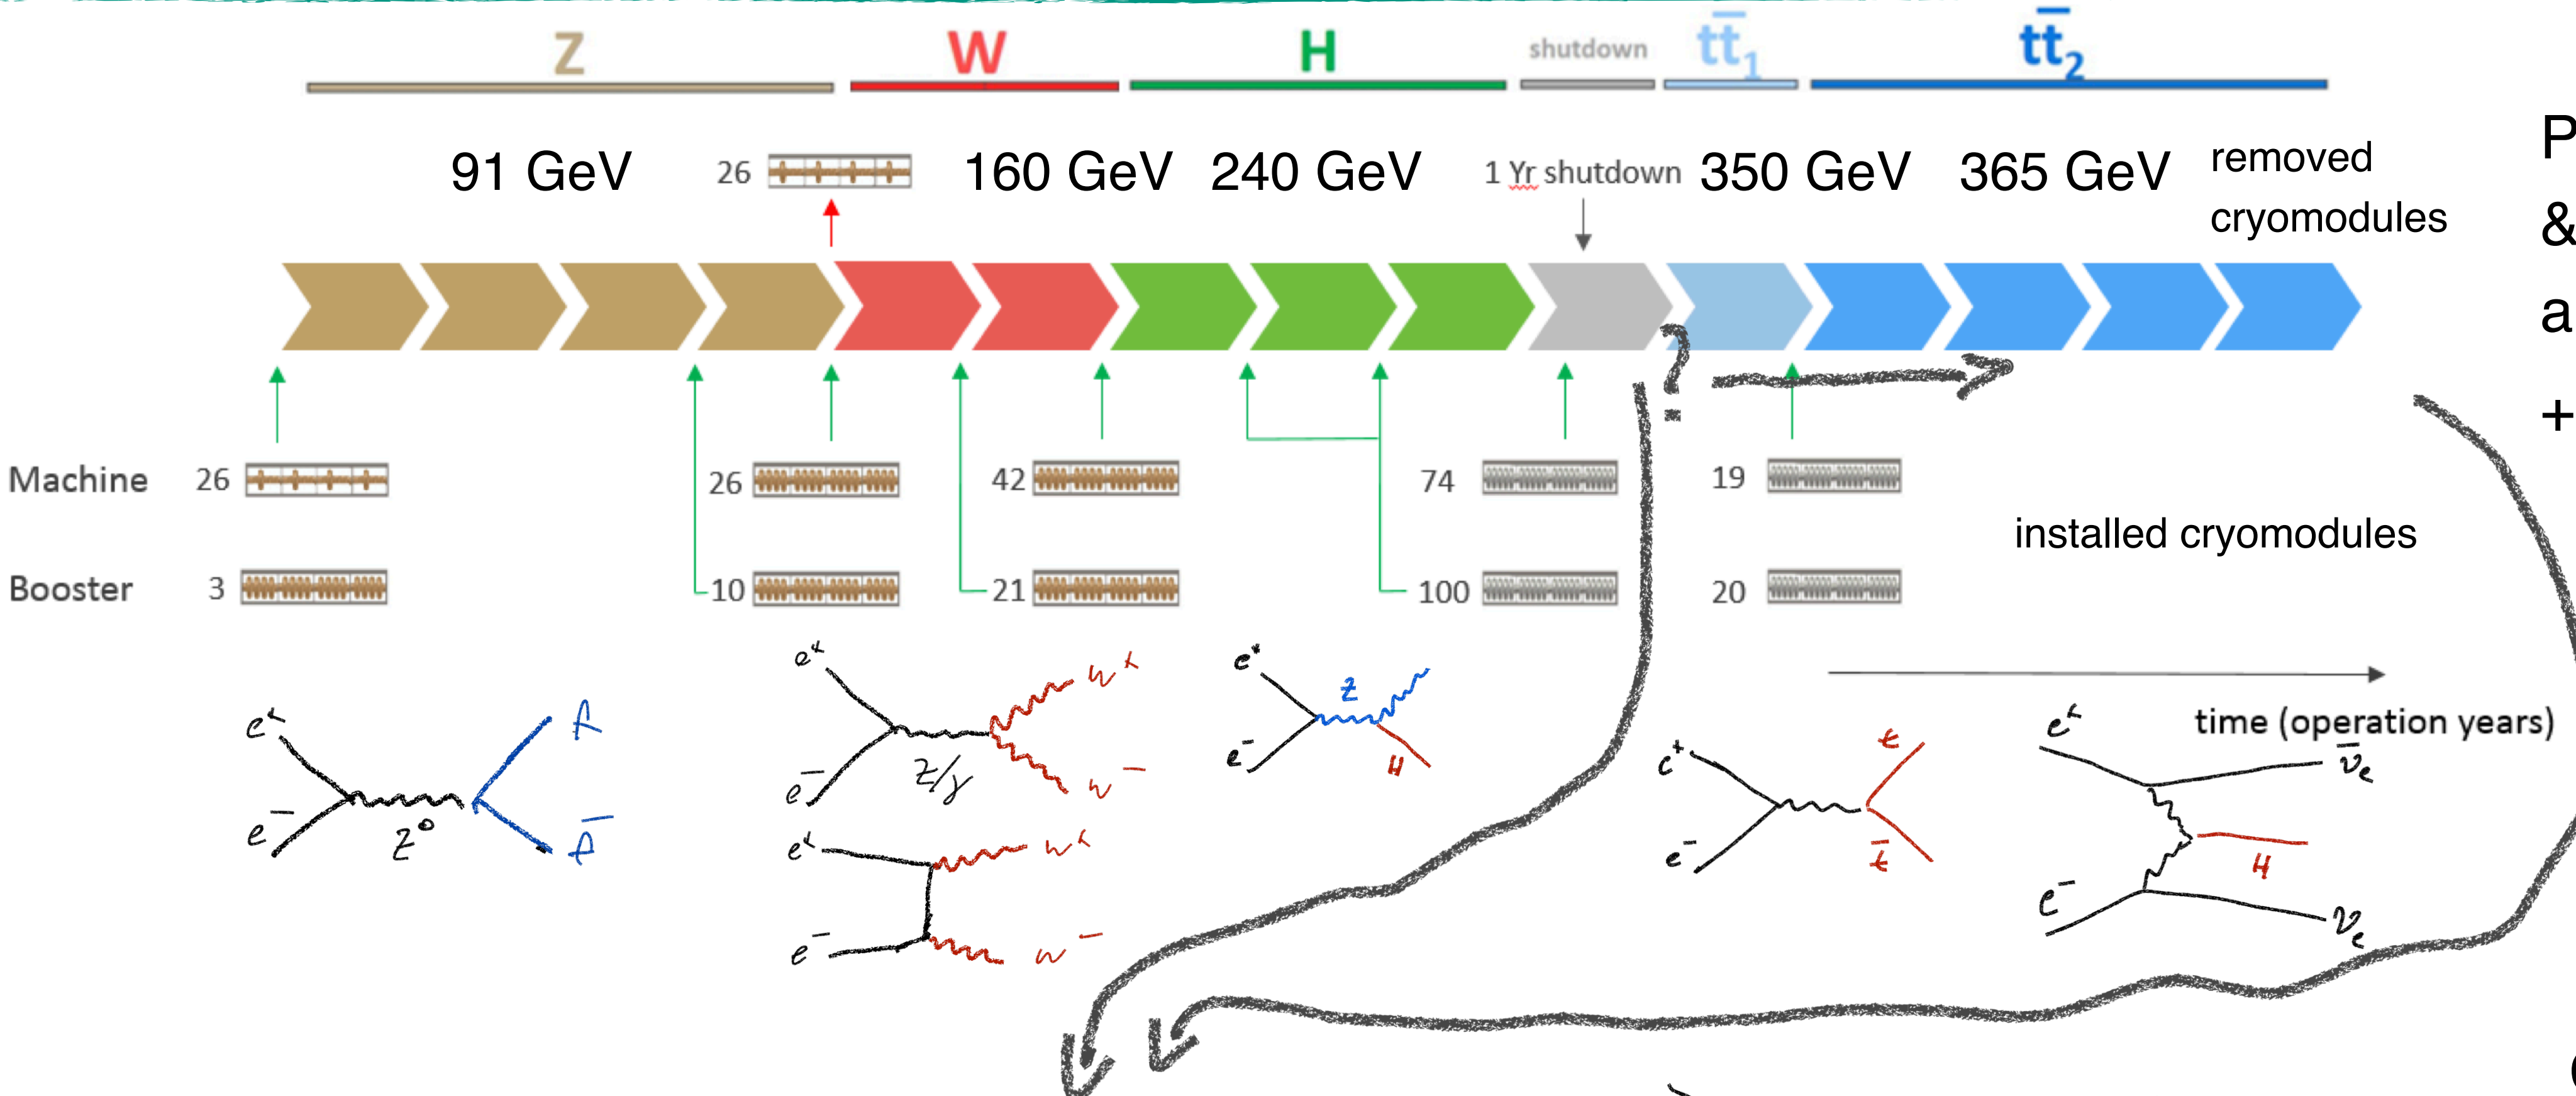 Z W H shutdown tt̄₁ tt̄₂
91 GeV 26 160 GeV 240 GeV 1 Yr shutdown 350 GeV 365 GeV removed
cryomodules
P
&
a
+
?
Machine 26 26 42 74 19
installed cryomodules
Booster 3 10 21 100 20
time (operation years)
e⁻ Z⁰
e⁻ Z/γ W⁻
e⁻ W⁻
e⁻ Z H
e⁻ t t̄
e⁻ H ν̄e νe